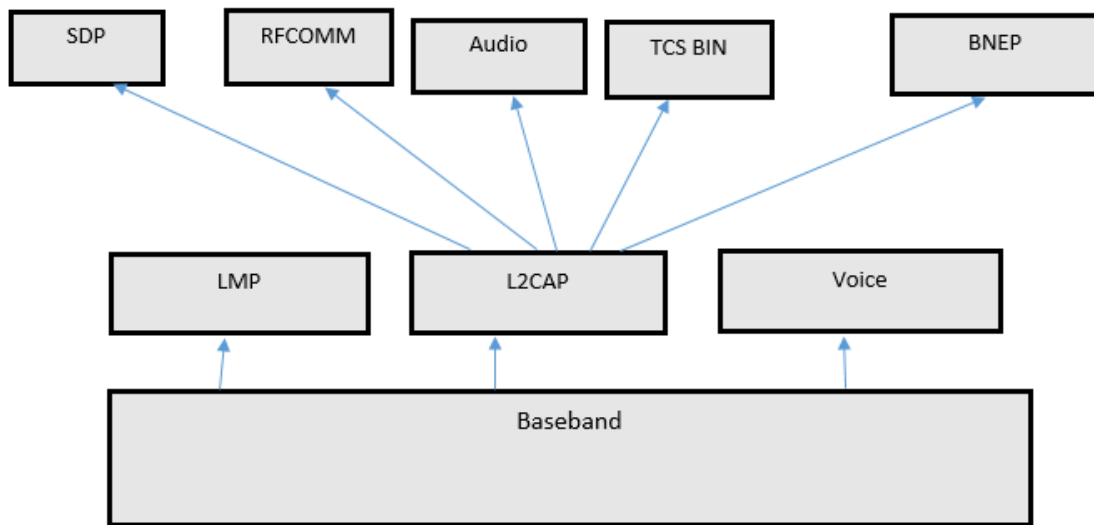 SDP
RFCOMM
Audio
TCS BIN
BNEP
LMP
L2CAP
Voice
Baseband